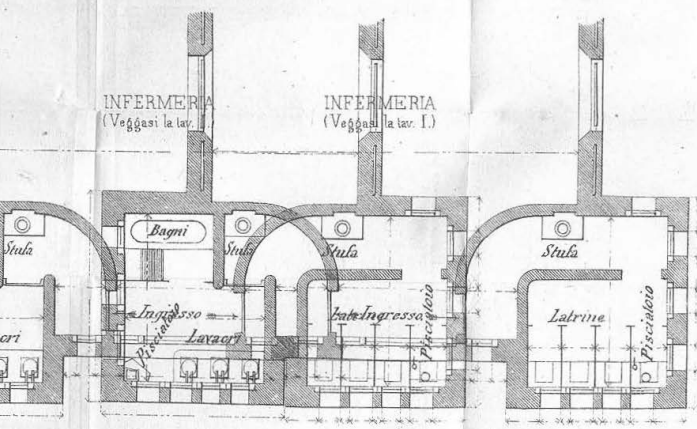 INFERMERIA
(Veggasi la tav.
INFERMERIA
(Veggasi la tav. I.)
Bagni
Stufa
Stufa
Stufa
Stufa
Ingresso
Ingresso
Latrine
Pisciatoio
Pisciatoio
Pisciatoio
Lavacri